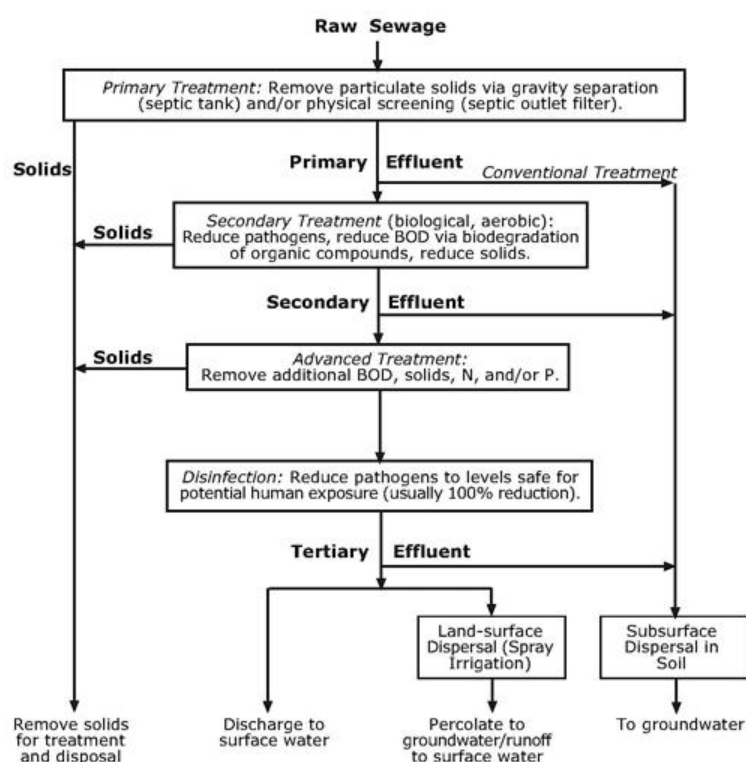 Raw Sewage
Primary Treatment: Remove particulate solids via gravity separation
(septic tank) and/or physical screening (septic outlet filter).
Solids
Primary Effluent
Conventional Treatment
Secondary Treatment (biological, aerobic):
Reduce pathogens, reduce BOD via biodegradation
of organic compounds, reduce solids.
Solids
Secondary Effluent
Solids
Advanced Treatment:
Remove additional BOD, solids, N, and/or P.
Disinfection: Reduce pathogens to levels safe for
potential human exposure (usually 100% reduction).
Tertiary Effluent
Land-surface
Dispersal (Spray
Irrigation)
Subsurface
Dispersal in
Soil
Remove solids
for treatment
and disposal
Discharge to
surface water
Percolate to
groundwater/runoff
to surface water
To groundwater